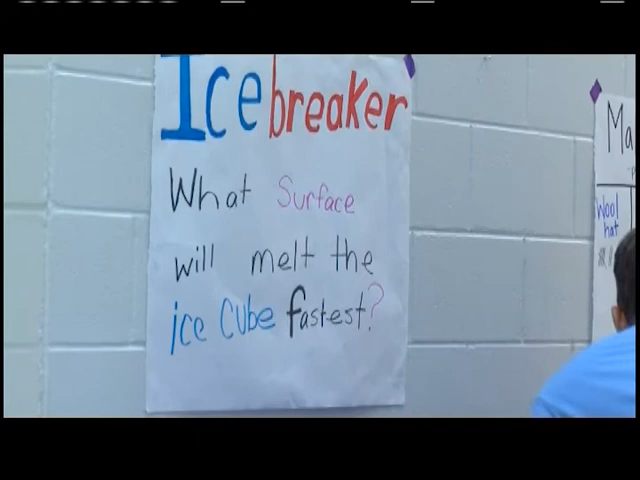 Icebreaker
What Surface
will melt the
ice cube fastest?
Ma
Wool
hat